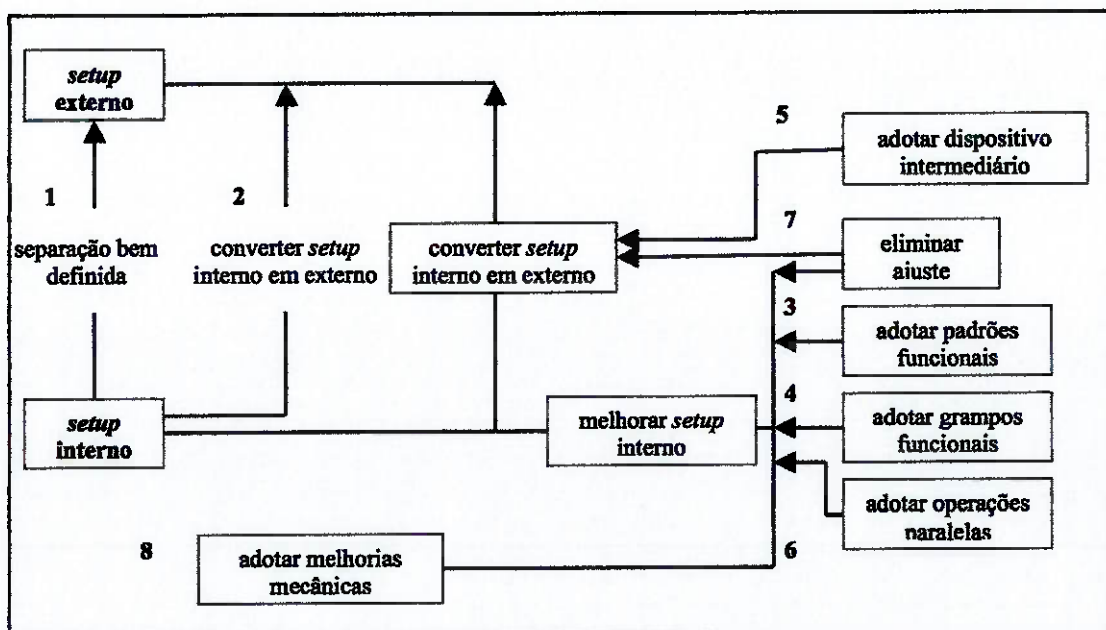 setup
externo
5
adotar dispositivo
intermediário
1
2
7
separação bem
definida
converter setup
interno em externo
converter setup
interno em externo
eliminar
aiuste
3
adotar padrões
funcionais
4
setup
interno
melhorar setup
interno
adotar grampos
funcionais
adotar operações
naralelas
8
adotar melhorias
mecânicas
6